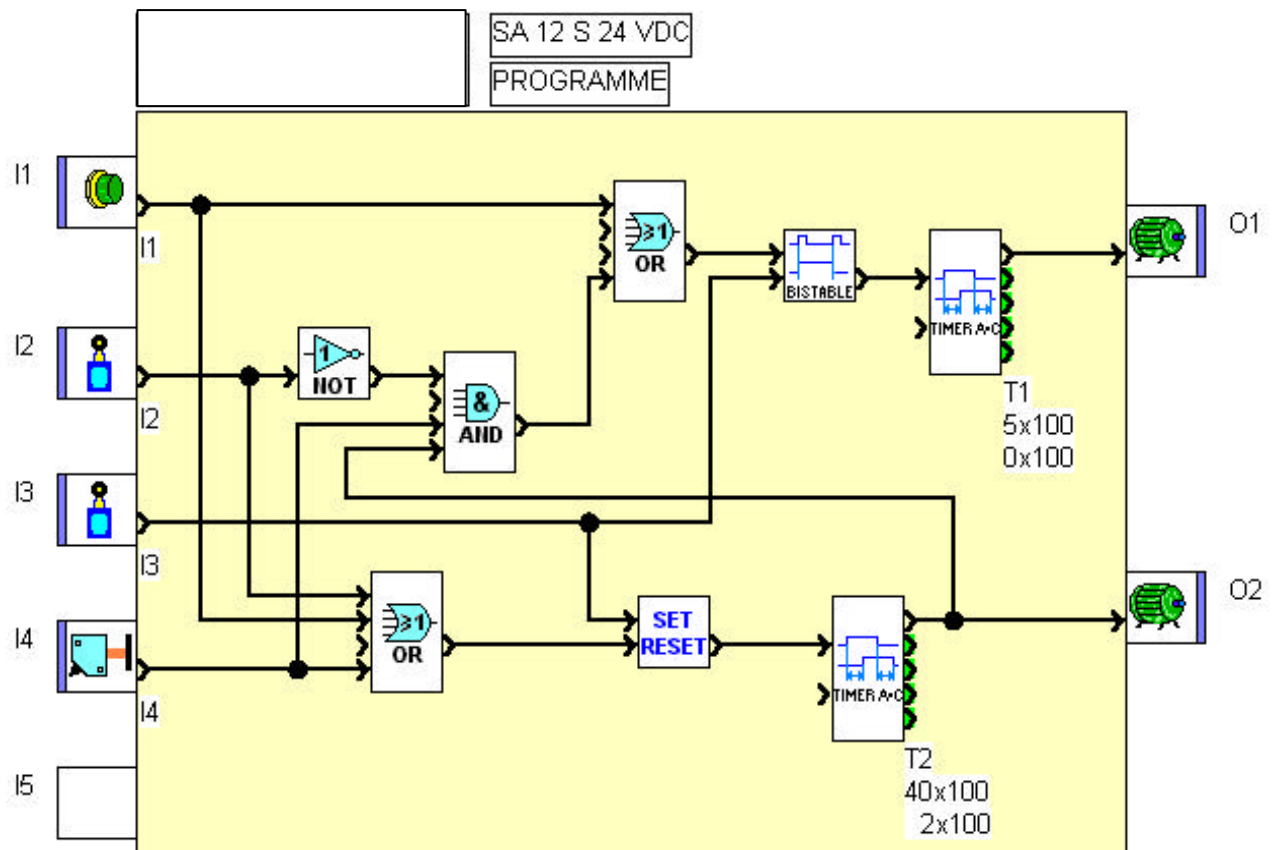 SA 12 S 24 VDC
PROGRAMME
I1
I1
≥1
OR
BISTABLE
TIMER A•C
O1
T1
5x100
0x100
I2
I2
1
NOT
&
AND
I3
I3
I4
I4
≥1
OR
SET
RESET
TIMER A•C
O2
T2
40x100
2x100
I5